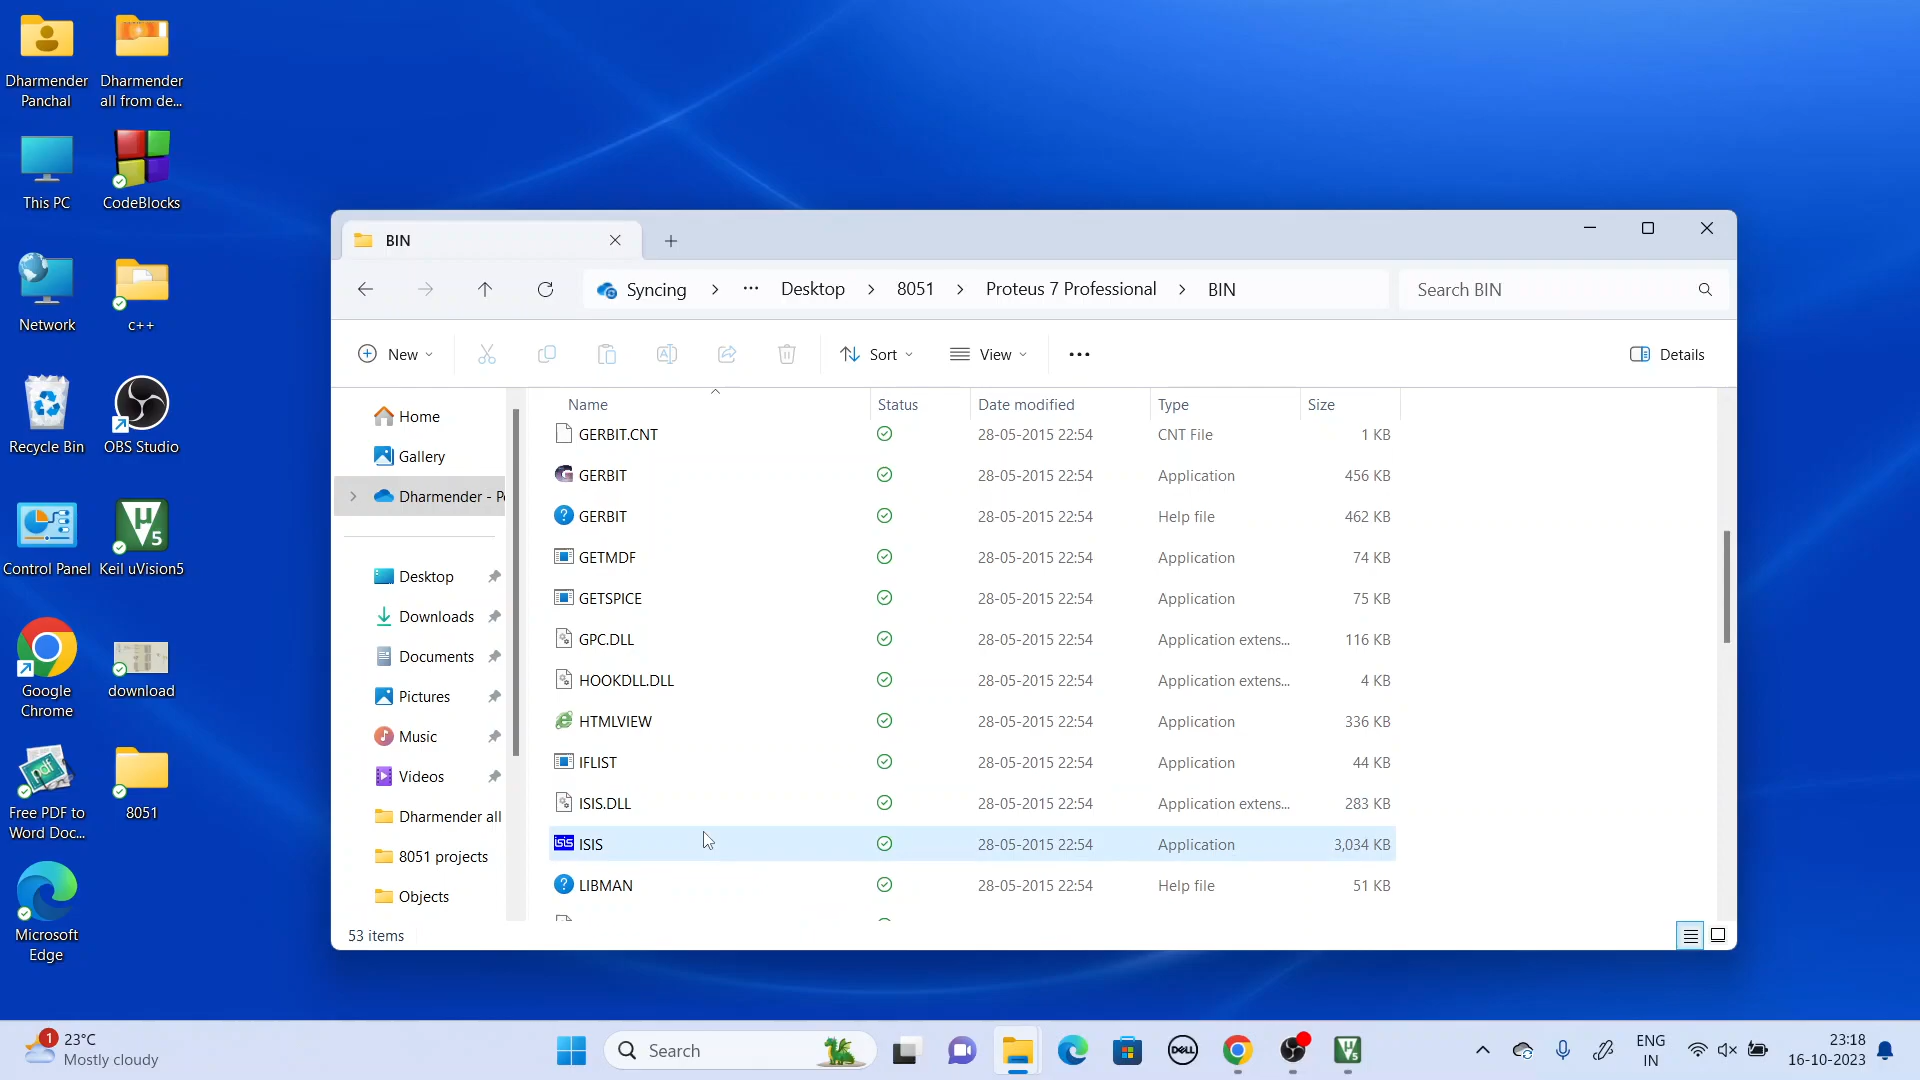 Dharmender
Panchal
Dharmender
all from de...
This PC
CodeBlocks
Network
c++
Recycle Bin
OBS Studio
Control Panel
Keil uVision5
Google
Chrome
download
Free PDF to
Word Doc...
8051
Microsoft
Edge
BIN
Syncing
Desktop
8051
Proteus 7 Professional
BIN
Search BIN
New
Sort
View
Details
Home
Gallery
Dharmender - Pe
Desktop
Downloads
Documents
Pictures
Music
Videos
Dharmender all
8051 projects
Objects
Name Status Date modified Type Size
GERBIT.CNT 28-05-2015 22:54 CNT File 1 KB
GERBIT 28-05-2015 22:54 Application 456 KB
GERBIT 28-05-2015 22:54 Help file 462 KB
GETMDF 28-05-2015 22:54 Application 74 KB
GETSPICE 28-05-2015 22:54 Application 75 KB
GPC.DLL 28-05-2015 22:54 Application extens... 116 KB
HOOKDLL.DLL 28-05-2015 22:54 Application extens... 4 KB
HTMLVIEW 28-05-2015 22:54 Application 336 KB
IFLIST 28-05-2015 22:54 Application 44 KB
ISIS.DLL 28-05-2015 22:54 Application extens... 283 KB
isis ISIS 28-05-2015 22:54 Application 3,034 KB
LIBMAN 28-05-2015 22:54 Help file 51 KB
53 items
1
23°C
Mostly cloudy
Search
DELL
ENG
IN
23:18
16-10-2023